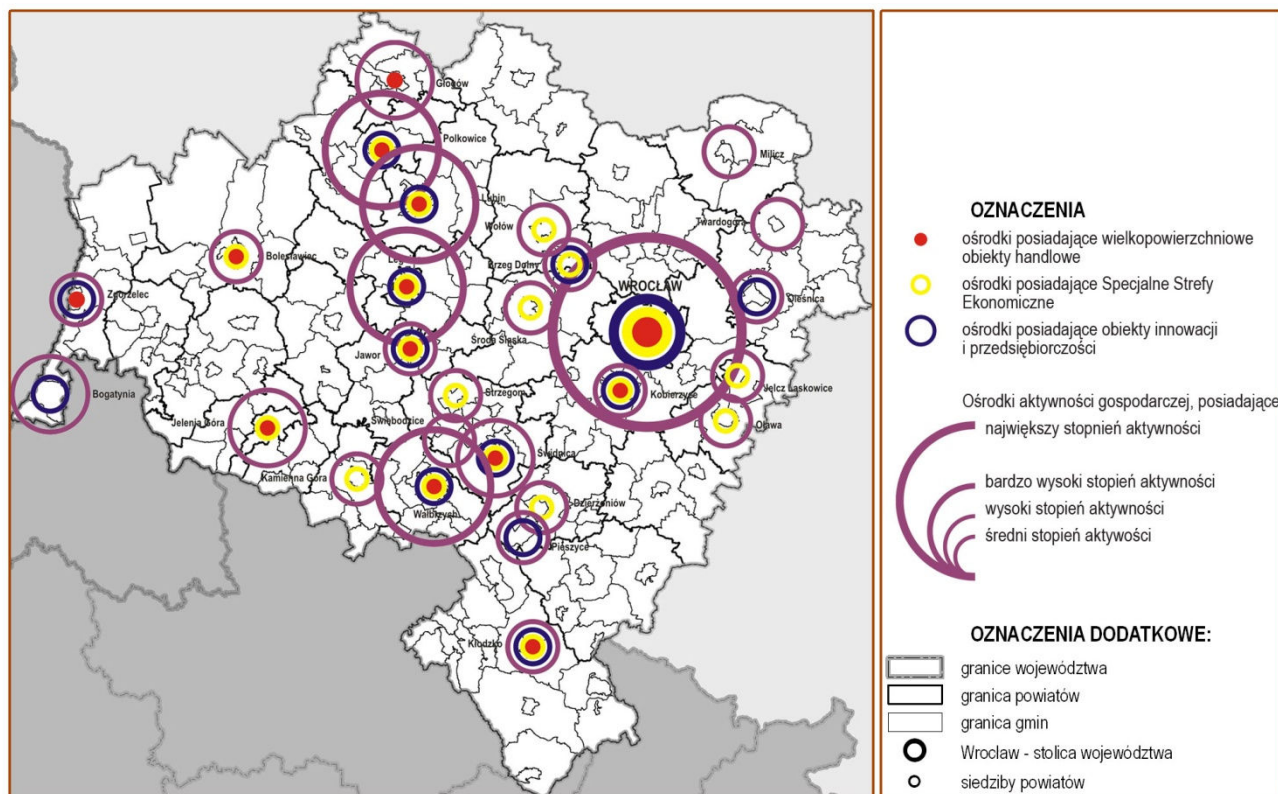 Głogów
Polkowice
Milicz
Lubin
Twardogóra
Wołów
Bolesławiec
Brzeg Dolny
Zgorzelec
WROCŁAW
Oleśnica
Środa Śląska
Jawor
Bogatynia
Strzegom
Kobierzyce
Jelcz Laskowice
Jelenia Góra
Świebodzice
Oława
Świdnica
Kamienna Góra
Wałbrzych
Dzierżoniów
Pieszyce
Kłodzko
OZNACZENIA
ośrodki posiadające wielkopowierzchniowe
obiekty handlowe
ośrodki posiadające Specjalne Strefy
Ekonomiczne
ośrodki posiadające obiekty innowacji
i przedsiębiorczości
Ośrodki aktywności gospodarczej, posiadające
największy stopnień aktywności
bardzo wysoki stopień aktywności
wysoki stopień aktywności
średni stopień aktywości
OZNACZENIA DODATKOWE:
granice województwa
granica powiatów
granica gmin
Wrocław - stolica województwa
siedziby powiatów